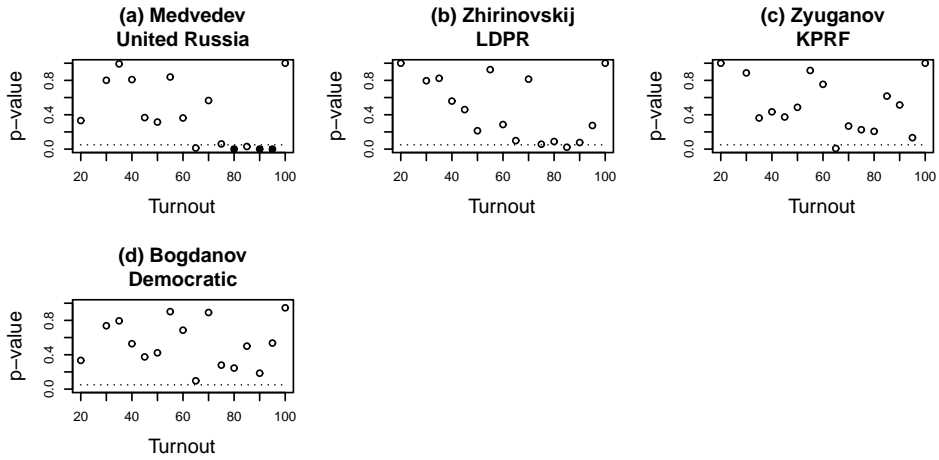 (a) Medvedev
United Russia
p−value
0.0 0.4 0.8
20 40 60 80 100
Turnout
(b) Zhirinovskij
LDPR
p−value
0.0 0.4 0.8
20 40 60 80 100
Turnout
(c) Zyuganov
KPRF
p−value
0.0 0.4 0.8
20 40 60 80 100
Turnout
(d) Bogdanov
Democratic
p−value
0.0 0.4 0.8
20 40 60 80 100
Turnout